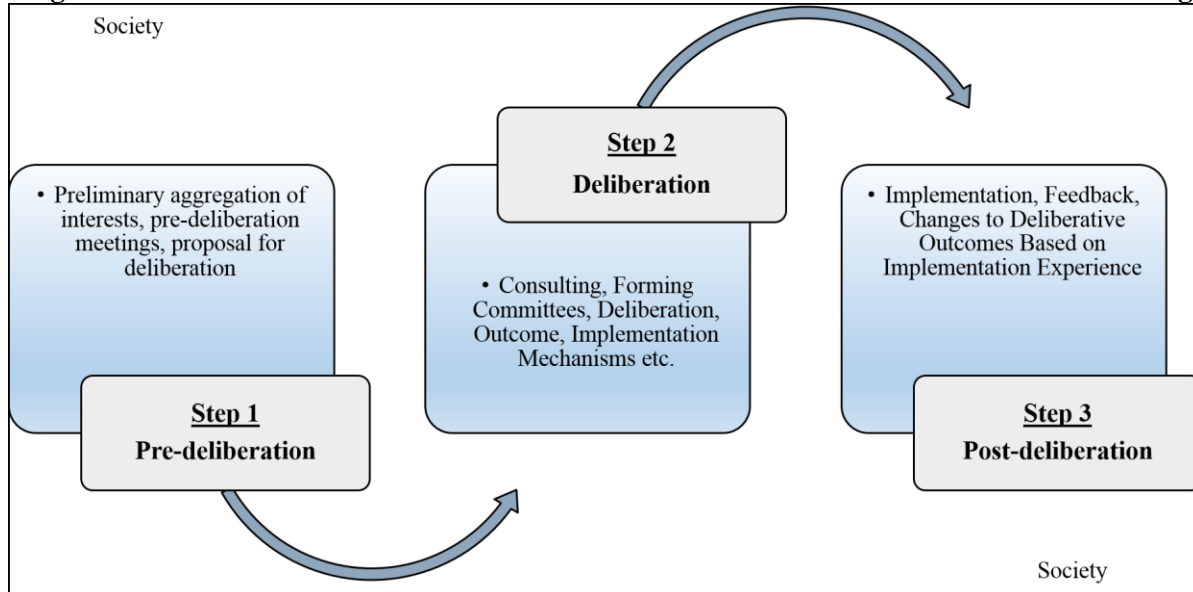 Society
• Preliminary aggregation of
interests, pre-deliberation
meetings, proposal for
deliberation
Step 1
Pre-deliberation
Step 2
Deliberation
• Consulting, Forming
Committees, Deliberation,
Outcome, Implementation
Mechanisms etc.
• Implementation, Feedback,
Changes to Deliberative
Outcomes Based on
Implementation Experience
Step 3
Post-deliberation
Society